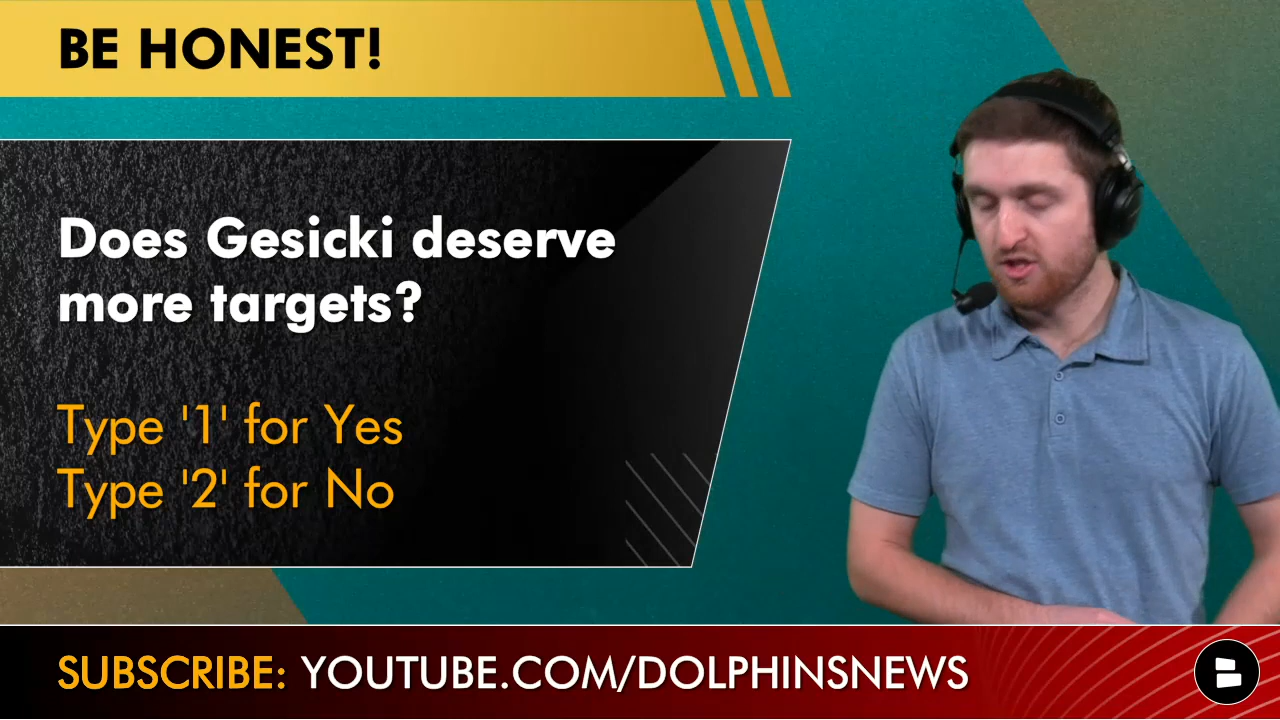 BE HONEST!
Does Gesicki deserve
more targets?
Type '1' for Yes
Type '2' for No
SUBSCRIBE: YOUTUBE.COM/DOLPHINSNEWS